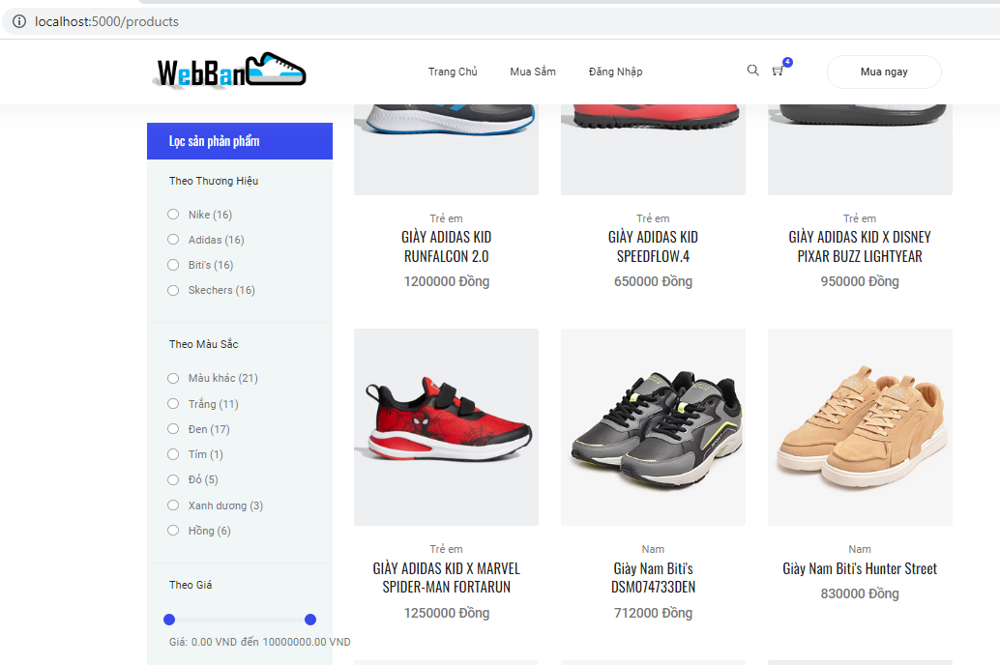 localhost:5000/products
WebBan
Trang Chủ
Mua Sắm
Đăng Nhập
4
Mua ngay
Lọc sản phản phẩm
Theo Thương Hiệu
Nike (16)
Adidas (16)
Biti's (16)
Skechers (16)
Theo Màu Sắc
Màu khác (21)
Trắng (11)
Đen (17)
Tím (1)
Đỏ (5)
Xanh dương (3)
Hồng (6)
Theo Giá
Giá: 0.00 VND đến 10000000.00 VND
Trẻ em
GIÀY ADIDAS KID
RUNFALCON 2.0
1200000 Đồng
Trẻ em
GIÀY ADIDAS KID
SPEEDFLOW.4
650000 Đồng
Trẻ em
GIÀY ADIDAS KID X DISNEY
PIXAR BUZZ LIGHTYEAR
950000 Đồng
Trẻ em
GIÀY ADIDAS KID X MARVEL
SPIDER-MAN FORTARUN
1250000 Đồng
Nam
Giày Nam Biti's
DSM074733DEN
712000 Đồng
Nam
Giày Nam Biti's Hunter Street
830000 Đồng